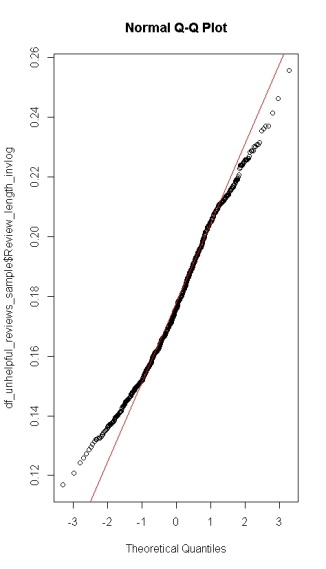 Normal Q-Q Plot
df_unhelpful_reviews_sample$Review_length_invlog
0.26
0.24
0.22
0.20
0.18
0.16
0.14
0.12
-3 -2 -1 0 1 2 3
Theoretical Quantiles